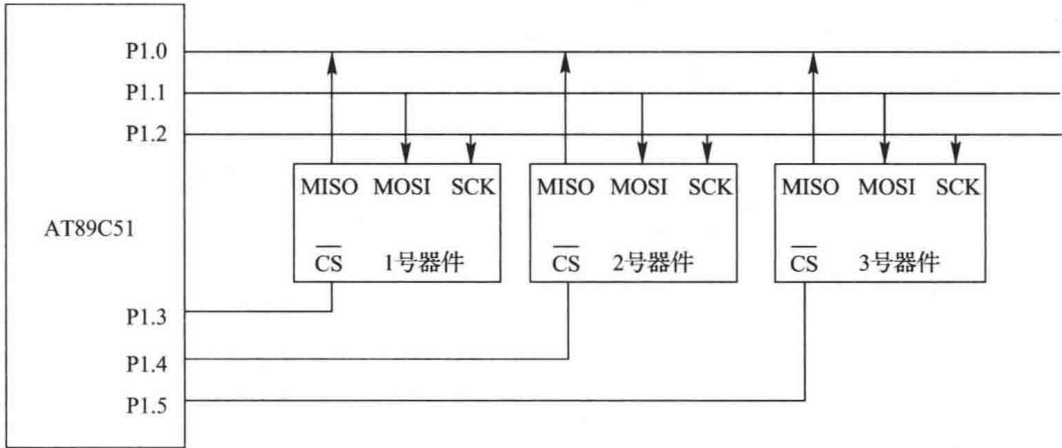 P1.0
P1.1
P1.2
MISO MOSI SCK
MISO MOSI SCK
MISO MOSI SCK
AT89C51
CS 1号器件
CS 2号器件
CS 3号器件
P1.3
P1.4
P1.5